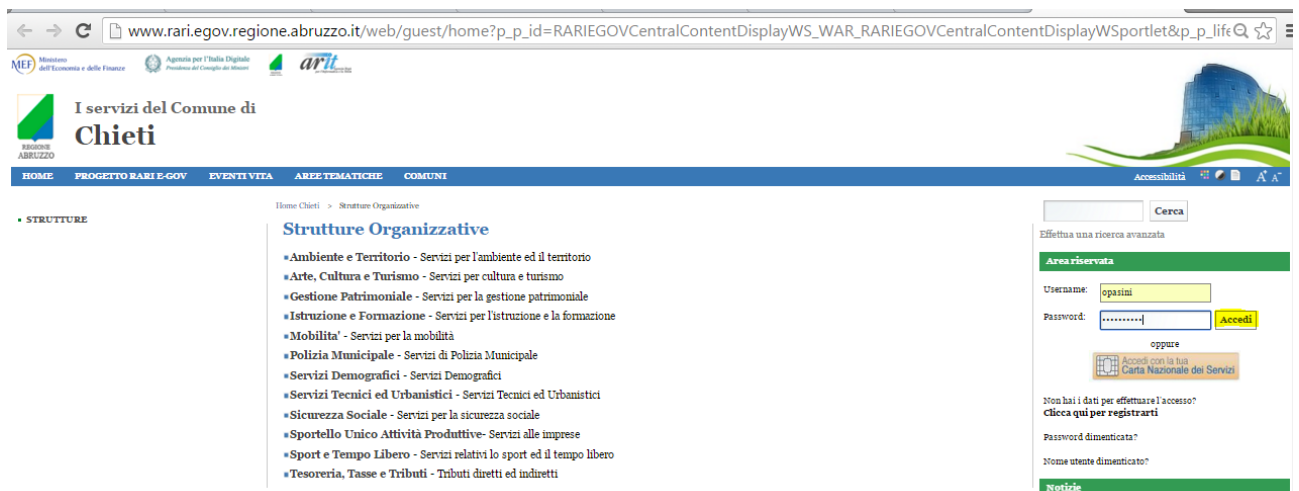 www.rari.egov.regione.abruzzo.it/web/guest/home?p_p_id=RARIEGOVCentralContentDisplayWS_WAR_RARIEGOVCentralContentDisplayWSportlet&p_p_life
MEF Ministero dell'Economia e delle Finanze
Agenzia per l'Italia Digitale
Presidenza del Consiglio dei Ministri
arit
REGIONE ABRUZZO
I servizi del Comune di
Chieti
HOME PROGETTO RARI E-GOV EVENTI VITA AREE TEMATICHE COMUNI Accessibilità A+ A-
STRUTTURE
Home Chieti > Strutture Organizzative
Strutture Organizzative
Ambiente e Territorio - Servizi per l'ambiente ed il territorio
Arte, Cultura e Turismo - Servizi per cultura e turismo
Gestione Patrimoniale - Servizi per la gestione patrimoniale
Istruzione e Formazione - Servizi per l'istruzione e la formazione
Mobilita' - Servizi per la mobilità
Polizia Municipale - Servizi di Polizia Municipale
Servizi Demografici - Servizi Demografici
Servizi Tecnici ed Urbanistici - Servizi Tecnici ed Urbanistici
Sicurezza Sociale - Servizi per la sicurezza sociale
Sportello Unico Attività Produttive- Servizi alle imprese
Sport e Tempo Libero - Servizi relativi lo sport ed il tempo libero
Tesoreria, Tasse e Tributi - Tributi diretti ed indiretti
Cerca
Effettua una ricerca avanzata
Area riservata
Username: opasini
Password: •••••••••• Accedi
oppure
Accedi con la tua
Carta Nazionale dei Servizi
Non hai i dati per effettuare l'accesso?
Clicca qui per registrarti
Password dimenticata?
Nome utente dimenticato?
Notizie